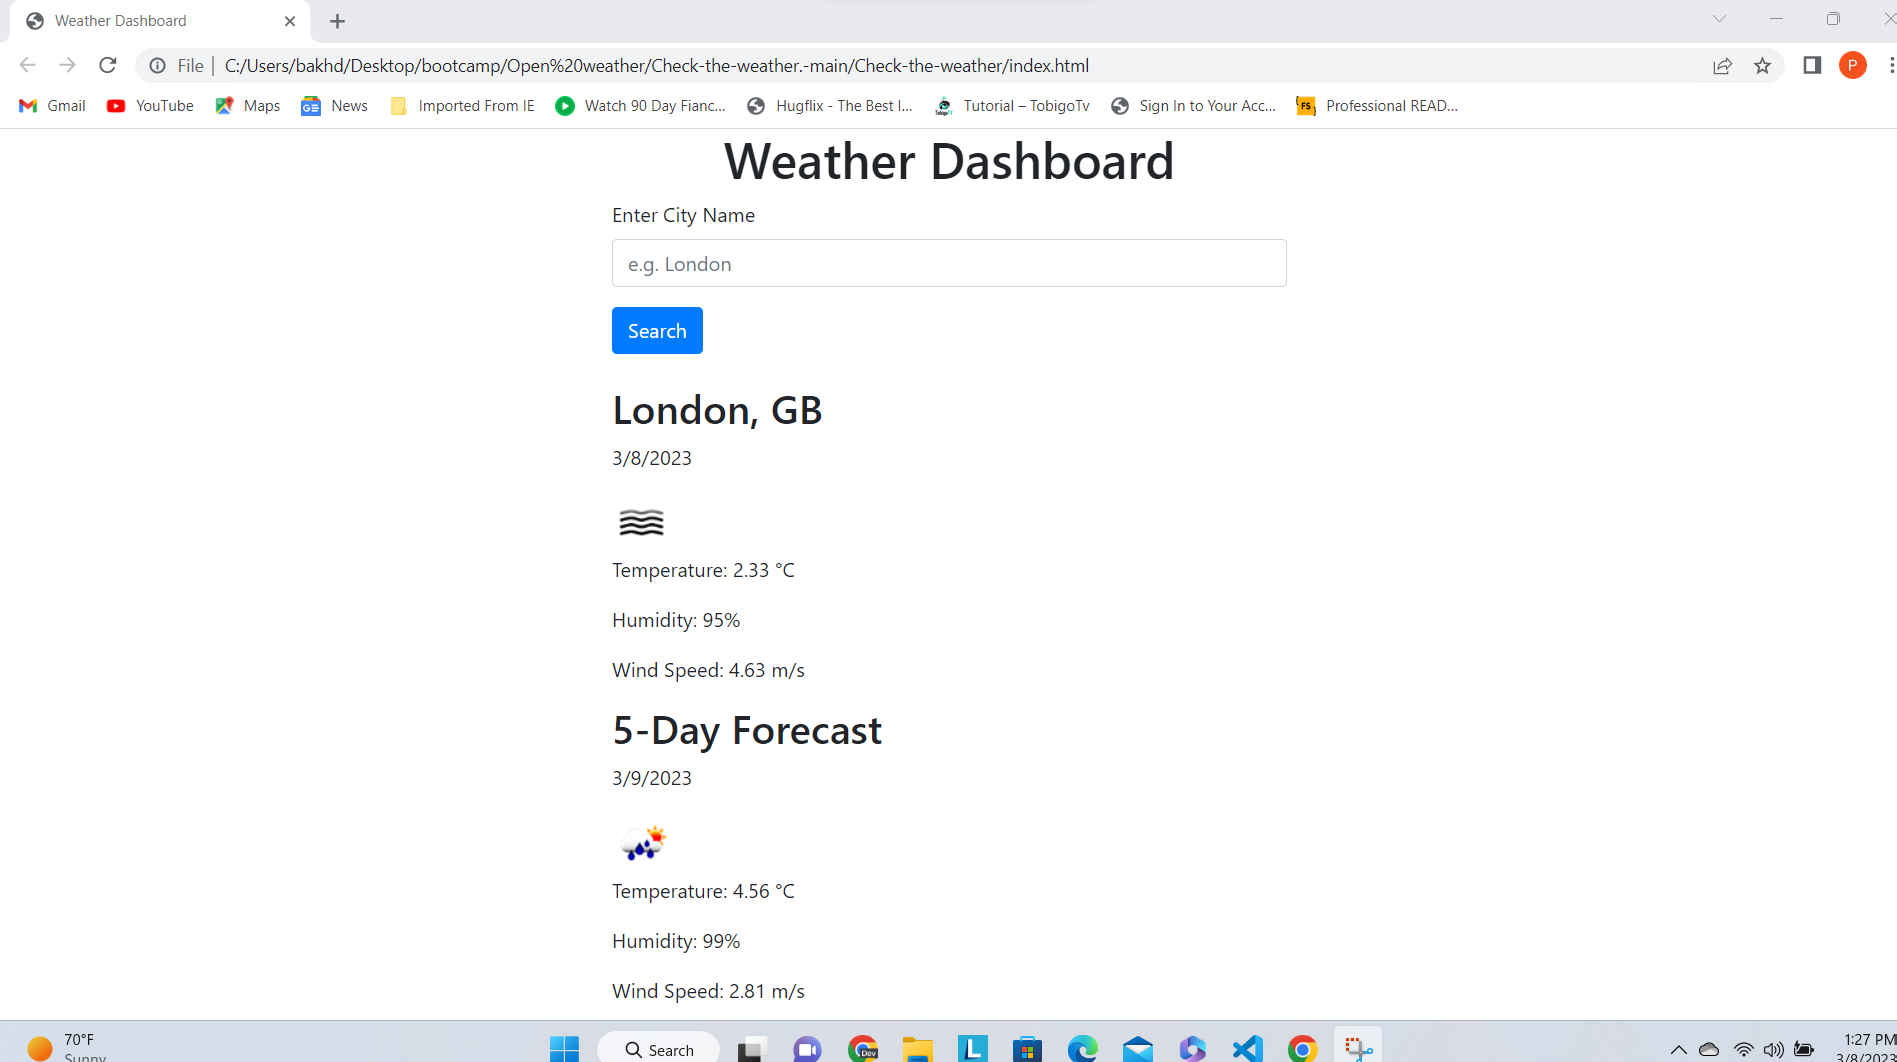 Weather Dashboard
File | C:/Users/bakhd/Desktop/bootcamp/Open%20weather/Check-the-weather.-main/Check-the-weather/index.html
P
Gmail YouTube Maps News Imported From IE Watch 90 Day Fianc... Hugflix - The Best I... Tutorial – TobigoTv Sign In to Your Acc... Professional READ...
Weather Dashboard
Enter City Name
e.g. London
Search
London, GB
3/8/2023
Temperature: 2.33 °C
Humidity: 95%
Wind Speed: 4.63 m/s
5-Day Forecast
3/9/2023
Temperature: 4.56 °C
Humidity: 99%
Wind Speed: 2.81 m/s
70°F
Sunny
Search
Dev
1:27 PM
3/8/2023